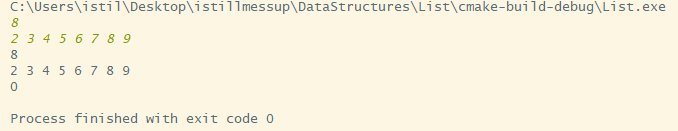 C:\Users\istil\Desktop\istillmessup\DataStructures\List\cmake-build-debug\List.exe
8
2 3 4 5 6 7 8 9
8
2 3 4 5 6 7 8 9
0
Process finished with exit code 0